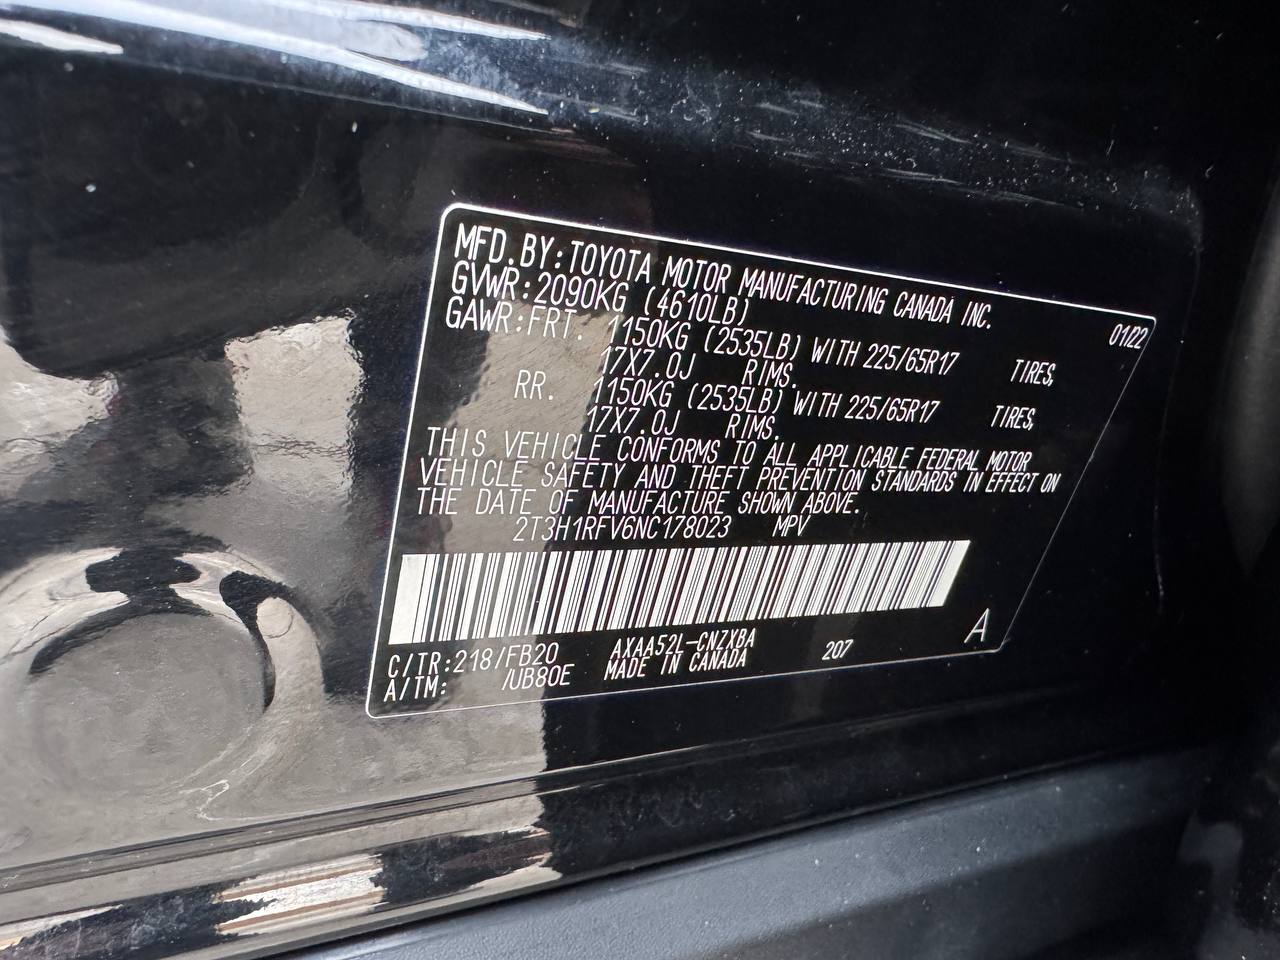 MFD. BY: TOYOTA MOTOR MANUFACTURING CANADA INC.
GVWR: 2090KG (4610LB) 01/22
GAWR: FRT. 1150KG (2535LB) WITH 225/65R17 TIRES,
17X7.0J RIMS.
RR. 1150KG (2535LB) WITH 225/65R17 TIRES,
17X7.0J RIMS.
THIS VEHICLE CONFORMS TO ALL APPLICABLE FEDERAL MOTOR
VEHICLE SAFETY AND THEFT PREVENTION STANDARDS IN EFFECT ON
THE DATE OF MANUFACTURE SHOWN ABOVE.
2T3H1RFV6NC178023 MPV
C/TR: 218/FB20 AXAA52L-CNZXBA 207 A
A/TM: /UB80E MADE IN CANADA